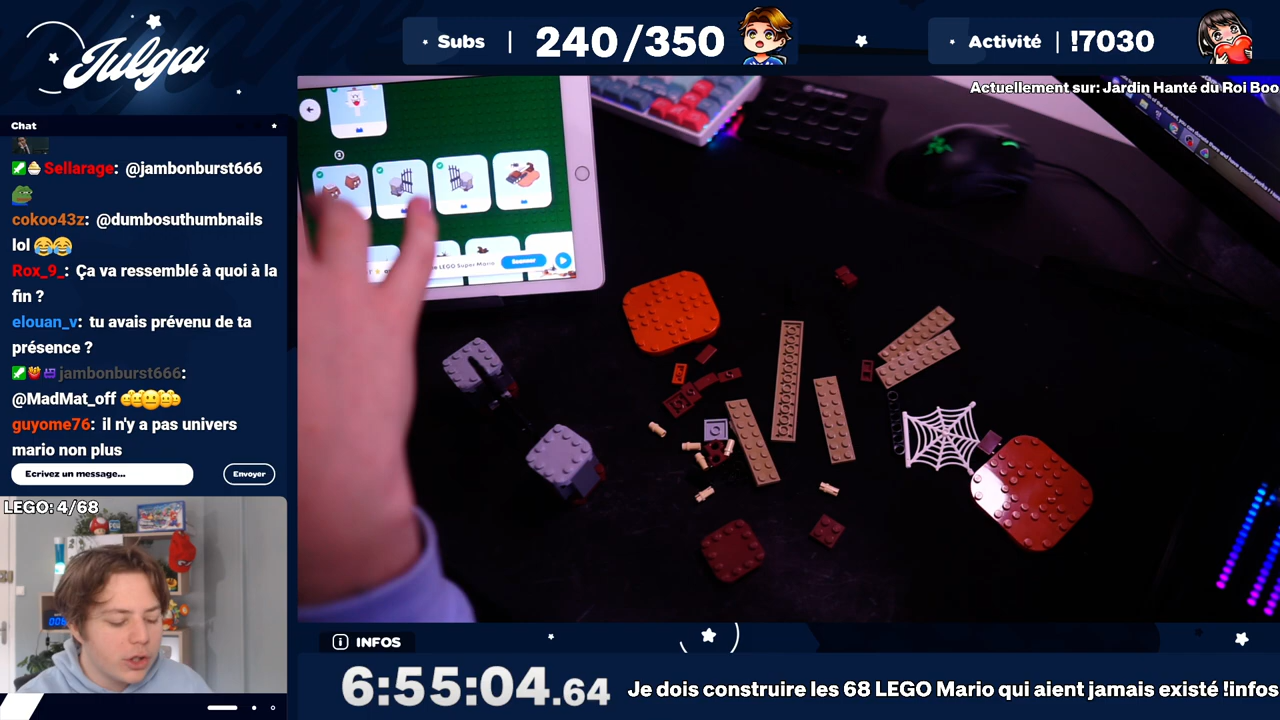 Julga
Subs | 240/350
Activité | !7030
Actuellement sur: Jardin Hanté du Roi Boo
Chat
Sellarage: @jambonburst666
cokoo43z: @dumbosuthumbnails
lol
Rox_9_: Ça va ressemblé à quoi à la
fin ?
elouan_v: tu avais prévenu de ta
présence ?
jambonburst666:
@MadMat_off
guyome76: il n'y a pas univers
mario non plus
Ecrivez un message...
Envoyer
LEGO Super Mario
LEGO: 4/68
INFOS
6:55:04.64
Je dois construire les 68 LEGO Mario qui aient jamais existé !infos